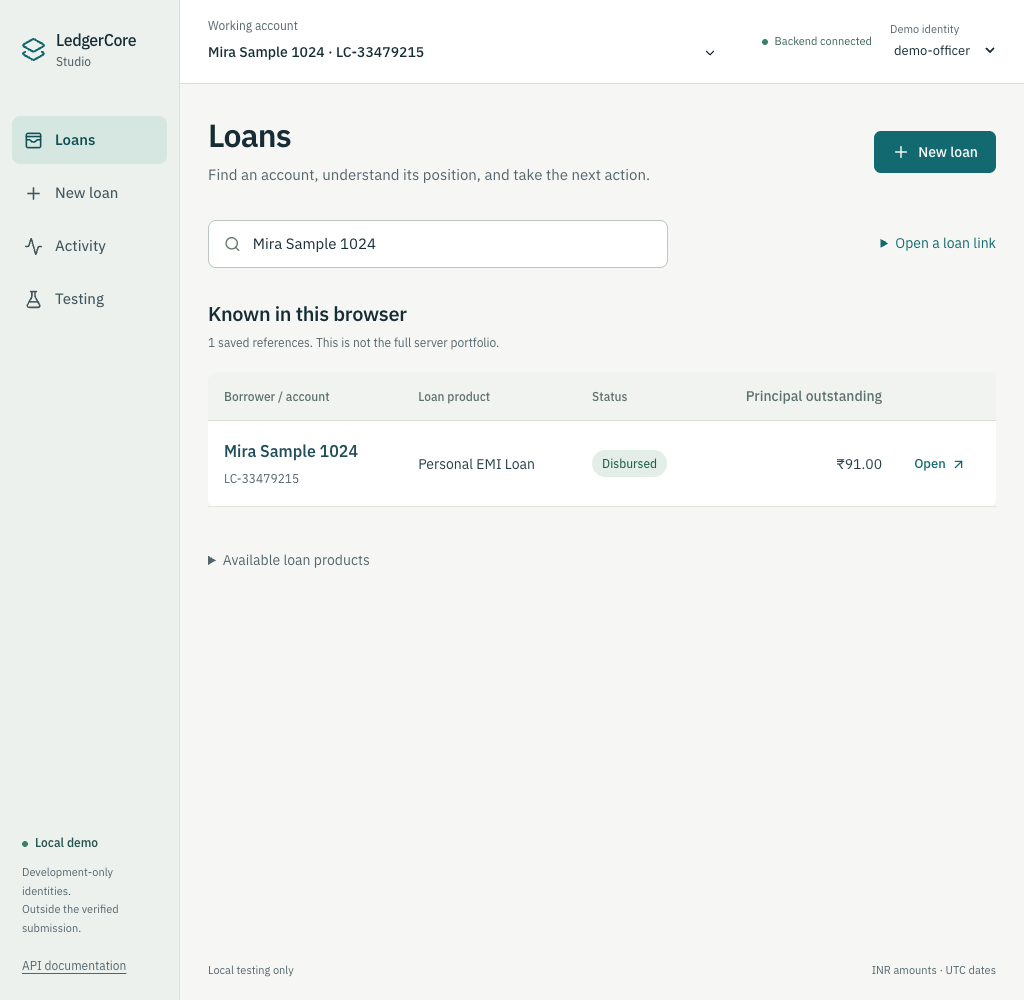 LedgerCore
Studio
Loans
New loan
Activity
Testing
Local demo
Development-only
identities.
Outside the verified
submission.
API documentation
Working account
Mira Sample 1024 · LC-33479215
Backend connected
Demo identity
demo-officer
Loans
Find an account, understand its position, and take the next action.
New loan
Mira Sample 1024
Open a loan link
Known in this browser
1 saved references. This is not the full server portfolio.
Borrower / account Loan product Status Principal outstanding
Mira Sample 1024
LC-33479215
Personal EMI Loan
Disbursed
₹91.00
Open
Available loan products
Local testing only
INR amounts · UTC dates